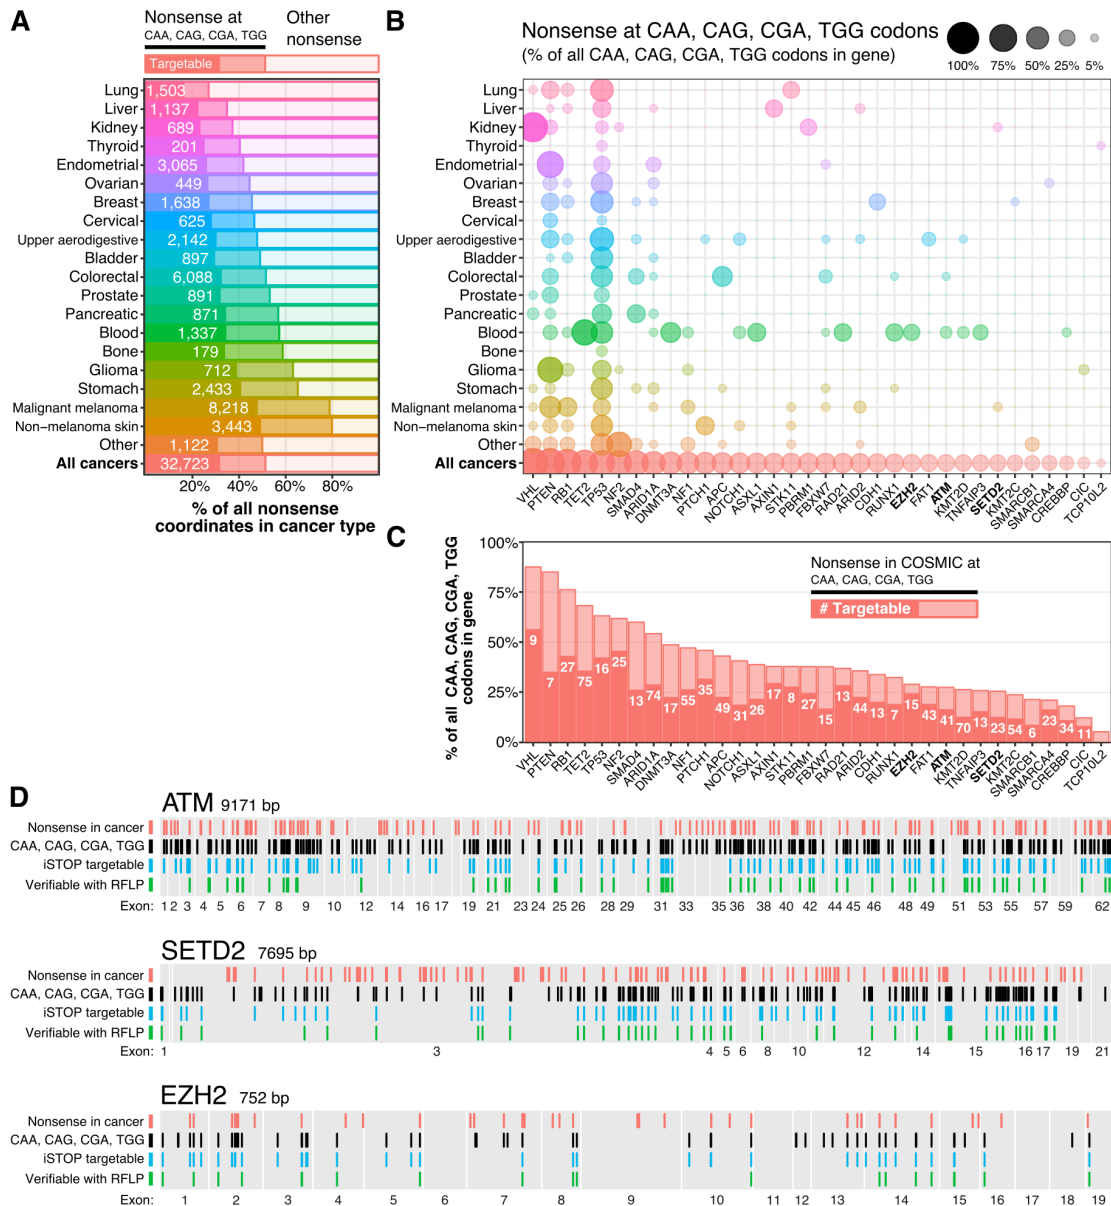 A
Nonsense at
CAA, CAG, CGA, TGG
Other
nonsense
Targetable
Lung 1,503
Liver 1,137
Kidney 689
Thyroid 201
Endometrial 3,065
Ovarian 449
Breast 1,638
Cervical 625
Upper aerodigestive 2,142
Bladder 897
Colorectal 6,088
Prostate 891
Pancreatic 871
Blood 1,337
Bone 179
Glioma 712
Stomach 2,433
Malignant melanoma 8,218
Non−melanoma skin 3,443
Other 1,122
All cancers 32,723
20% 40% 60% 80%
% of all nonsense
coordinates in cancer type
B
Nonsense at CAA, CAG, CGA, TGG codons
(% of all CAA, CAG, CGA, TGG codons in gene)
100% 75% 50% 25% 5%
Lung
Liver
Kidney
Thyroid
Endometrial
Ovarian
Breast
Cervical
Upper aerodigestive
Bladder
Colorectal
Prostate
Pancreatic
Blood
Bone
Glioma
Stomach
Malignant melanoma
Non−melanoma skin
Other
All cancers
VHL PTEN RB1 TET2 TP53 NF2 SMAD4 ARID1A DNMT3A NF1 PTCH1 APC NOTCH1 ASXL1 AXIN1 STK11 PBRM1 FBXW7 RAD21 ARID2 CDH1 RUNX1 EZH2 FAT1 ATM KMT2D TNFAIP3 SETD2 KMT2C SMARCB1 SMARCA4 CREBBP CIC TCP10L2
C
% of all CAA, CAG, CGA, TGG
codons in gene
100%
75%
50%
25%
0%
Nonsense in COSMIC at
CAA, CAG, CGA, TGG
# Targetable
9 7 27 75 16 25 13 74 17 55 35 49 31 26 17 8 27 15 13 44 13 7 15 43 41 70 13 23 54 6 23 34 11
VHL PTEN RB1 TET2 TP53 NF2 SMAD4 ARID1A DNMT3A NF1 PTCH1 APC NOTCH1 ASXL1 AXIN1 STK11 PBRM1 FBXW7 RAD21 ARID2 CDH1 RUNX1 EZH2 FAT1 ATM KMT2D TNFAIP3 SETD2 KMT2C SMARCB1 SMARCA4 CREBBP CIC TCP10L2
D
ATM 9171 bp
Nonsense in cancer
CAA, CAG, CGA, TGG
iSTOP targetable
Verifiable with RFLP
Exon: 1 2 3 4 5 6 7 8 9 10 12 14 16 17 19 21 23 24 25 26 28 29 31 33 35 36 38 40 42 44 45 46 48 49 51 53 55 57 59 62
SETD2 7695 bp
Nonsense in cancer
CAA, CAG, CGA, TGG
iSTOP targetable
Verifiable with RFLP
Exon: 1 3 4 5 6 8 10 12 14 15 16 17 19 21
EZH2 752 bp
Nonsense in cancer
CAA, CAG, CGA, TGG
iSTOP targetable
Verifiable with RFLP
Exon: 1 2 3 4 5 6 7 8 9 10 11 12 13 14 15 16 17 18 19